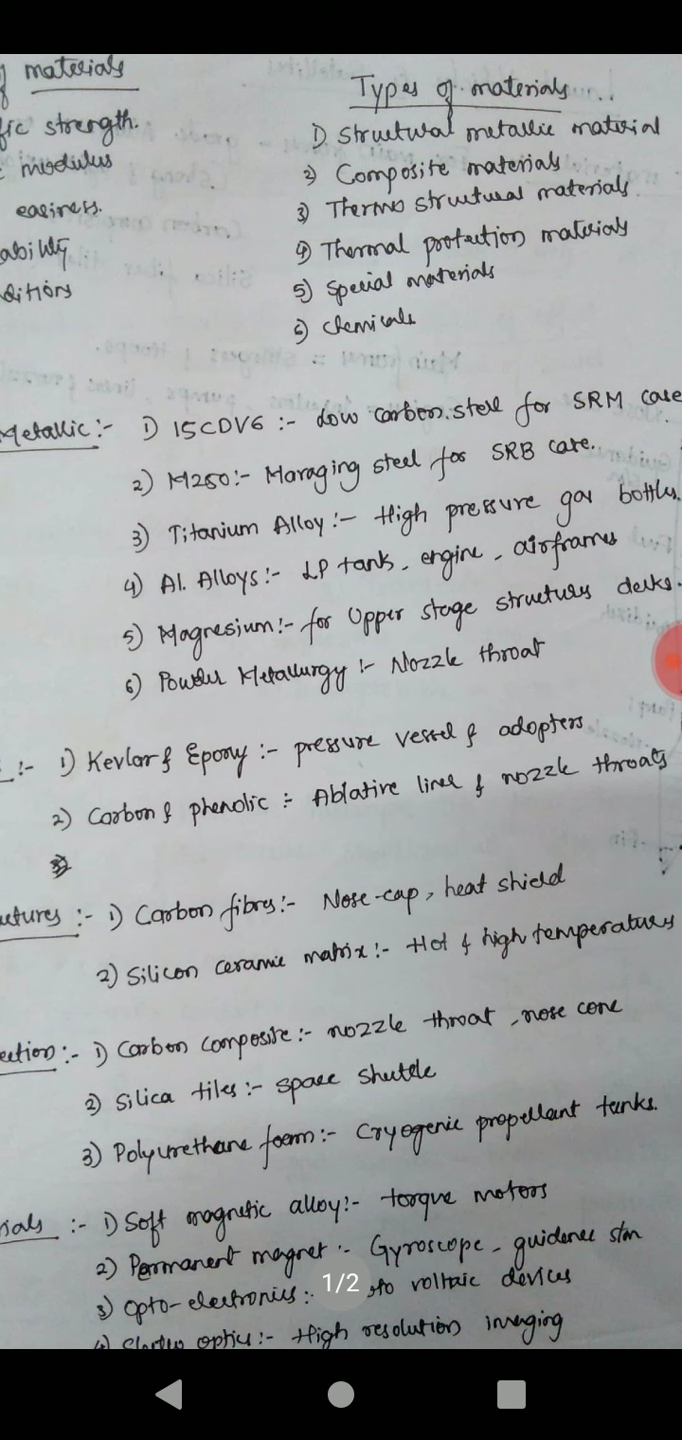 materials
Types of materials...
fic strength.
1) Structural metallic material
modulus
2) Composite materials
easiness.
3) Thermo structural materials
ability
4) Thermal protection materials
ditions
5) Special materials
6) Chemicals
Metallic :- 1) 15CDV6 :- Low carbon steel for SRM case
2) M250:- Maraging steel for SRB case.
3) Titanium Alloy :- High pressure gas bottles.
4) Al. Alloys :- LP tank, engine, airframes
5) Magnesium :- for Upper stage structures decks.
6) Powder Metallurgy :- Nozzle throat
:- 1) Kevlar & Epoxy :- pressure vessel & adopters
2) Carbon & phenolic :- Ablative liner & nozzle throats
uctures :- 1) Carbon fibres:- Nose-cap, heat shield
2) Silicon ceramic matrix :- Hot & high temperatures
ection :- 1) Carbon composite :- nozzle throat, nose cone
2) Silica tiles :- Space Shuttle
3) Polyurethane foam :- Cryogenic propellant tanks.
ials :- 1) Soft magnetic alloy:- torque motors
2) Permanent magnet :- Gyroscope, guidence
3) Opto-electronics :- voltaic devices
1/2
4) optics :- High resolution imaging